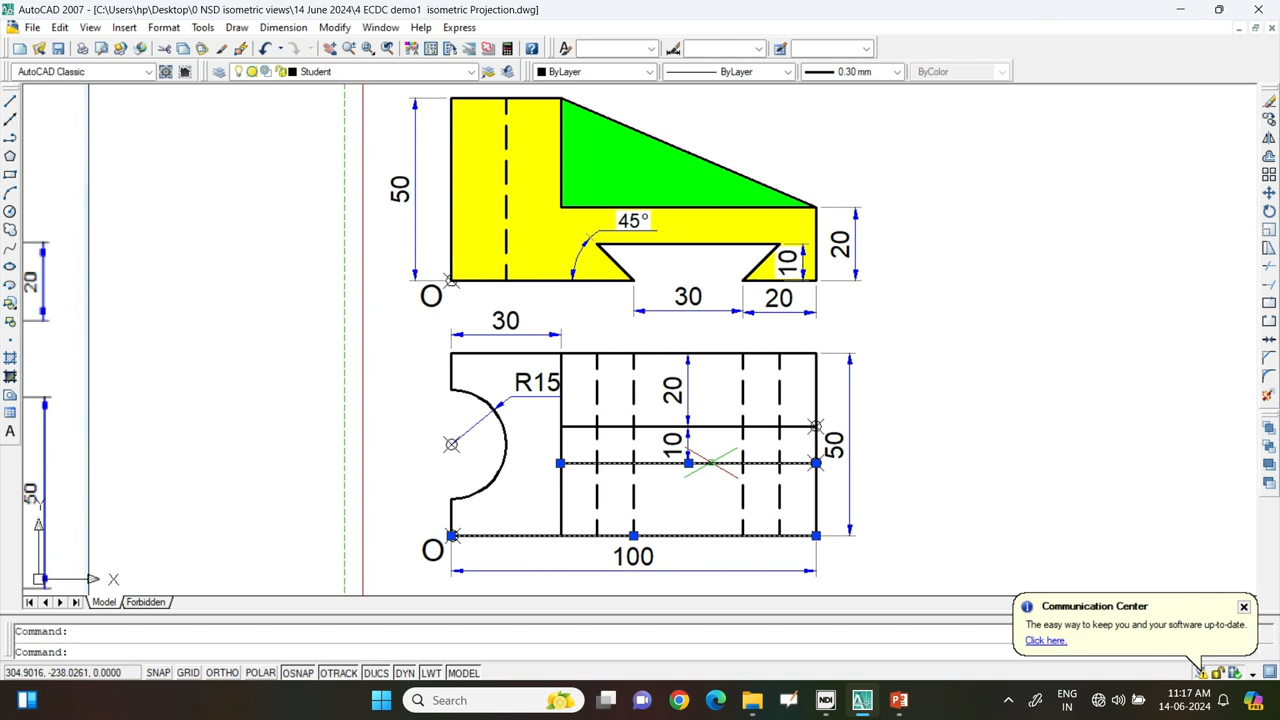 AutoCAD 2007 - [C:\Users\hp\Desktop\0 NSD isometric views\14 June 2024\4 ECDC demo1 isometric Projection.dwg]
File Edit View Insert Format Tools Draw Dimension Modify Window Help Express
AutoCAD Classic Student ByLayer ByLayer 0.30 mm ByColor
50
45°
20
10
O
30
20
30
20
R15
20
10
50
50
O
100
X
Y
Model Forbidden
Command:
Command:
Communication Center
The easy way to keep you and your software up-to-date.
Click here.
304.9016, -238.0261, 0.0000 SNAP GRID ORTHO POLAR OSNAP OTRACK DUCS DYN LWT MODEL
Search
ENG
IN
11:17 AM
14-06-2024